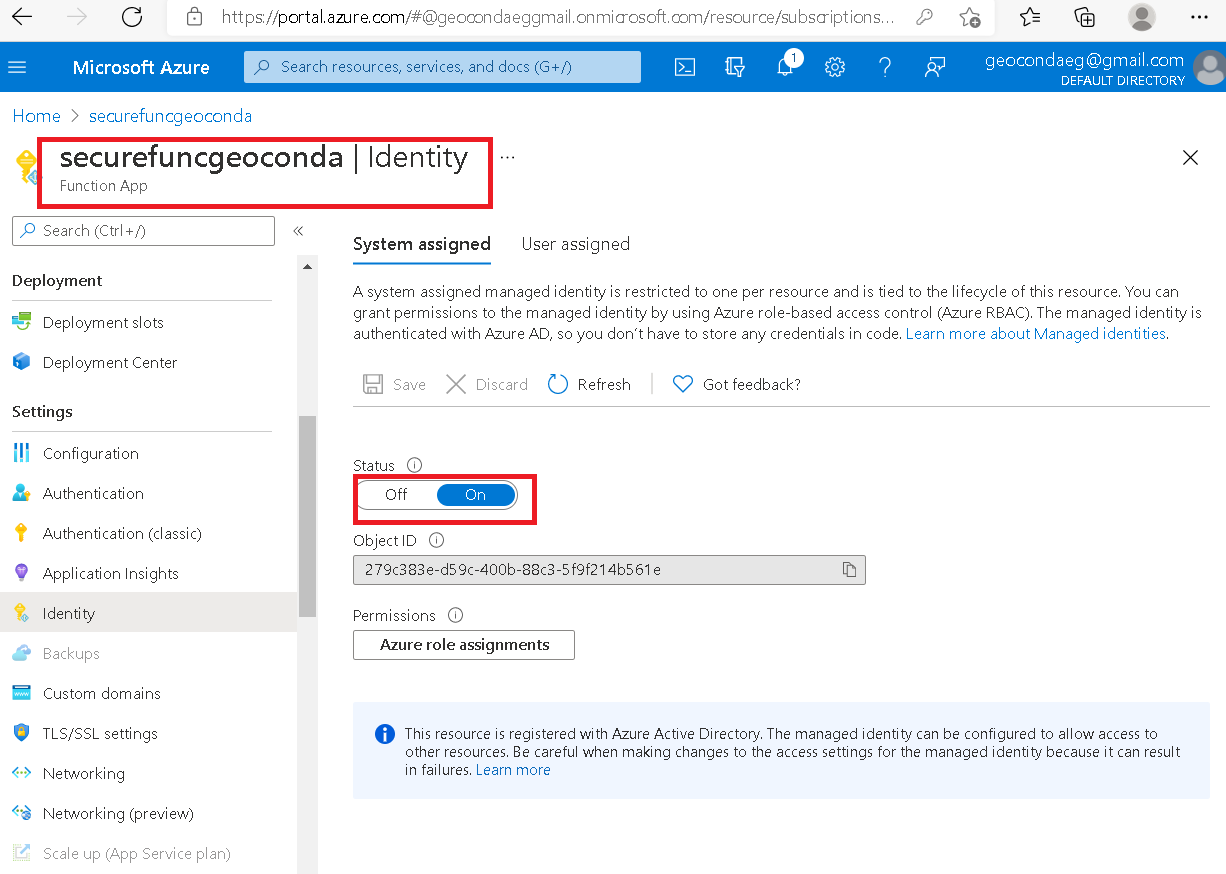 https://portal.azure.com/#@geocondaeggmail.onmicrosoft.com/resource/subscriptions...
Microsoft Azure
Search resources, services, and docs (G+/)
1
geocondaeg@gmail.com
DEFAULT DIRECTORY
Home > securefuncgeoconda
securefuncgeoconda | Identity ...
Function App
Search (Ctrl+/)
«
Deployment
Deployment slots
Deployment Center
Settings
Configuration
Authentication
Authentication (classic)
Application Insights
Identity
Backups
Custom domains
TLS/SSL settings
Networking
Networking (preview)
Scale up (App Service plan)
System assigned
User assigned
A system assigned managed identity is restricted to one per resource and is tied to the lifecycle of this resource. You can
grant permissions to the managed identity by using Azure role-based access control (Azure RBAC). The managed identity is
authenticated with Azure AD, so you don't have to store any credentials in code. Learn more about Managed identities.
Save
Discard
Refresh
Got feedback?
Status
Off
On
Object ID
279c383e-d59c-400b-88c3-5f9f214b561e
Permissions
Azure role assignments
This resource is registered with Azure Active Directory. The managed identity can be configured to allow access to
other resources. Be careful when making changes to the access settings for the managed identity because it can result
in failures. Learn more